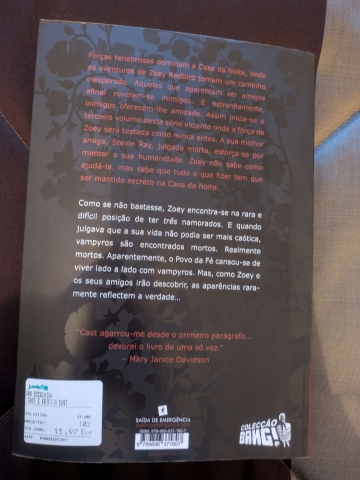 Forças tenebrosas dominam a Casa da Noite, onde
as aventuras de Zoey Redbird tomam um caminho
inesperado. Aqueles que aparentam ser amigos
afinal revelam-se inimigos. E estranhamente,
inimigos oferecem-lhe amizade. Assim inicia-se o
terceiro volume desta série viciante onde a força de
Zoey será testada como nunca antes. A sua melhor
amiga, Stevie Ray, julgada morta, esforça-se por
manter a sua humanidade. Zoey não sabe como
ajudá-la, mas sabe que tudo o que fizer tem que
ser mantido secreto na Casa da Noite.
Como se não bastasse, Zoey encontra-se na rara e
difícil posição de ter três namorados. E quando
julgava que a sua vida não podia ser mais caótica,
vampyros são encontrados mortos. Realmente
mortos. Aparentemente, o Povo da Fé cansou-se de
viver lado a lado com vampyros. Mas, como Zoey e
os seus amigos irão descobrir, as aparências rara-
mente reflectem a verdade...
"Cast agarrou-me desde o primeiro parágrafo...
devorei o livro de uma só vez."
– Mary Janice Davidson
15.97 Eur
SAÍDA DE EMERGÊNCIA
COLECÇÃO
BANG!